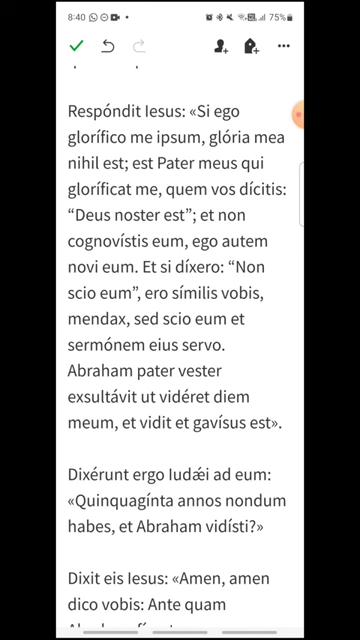 8:40
75%
Respóndit Iesus: «Si ego
glorífico me ipsum, glória mea
nihil est; est Pater meus qui
gloríficat me, quem vos dícitis:
“Deus noster est”; et non
cognovístis eum, ego autem
novi eum. Et si díxero: “Non
scio eum”, ero símilis vobis,
mendax, sed scio eum et
sermónem eius servo.
Abraham pater vester
exsultávit ut vidéret diem
meum, et vidit et gavísus est».
Dixérunt ergo Iudǽi ad eum:
«Quinquagínta annos nondum
habes, et Abraham vidísti?»
Dixit eis Iesus: «Amen, amen
dico vobis: Ante quam